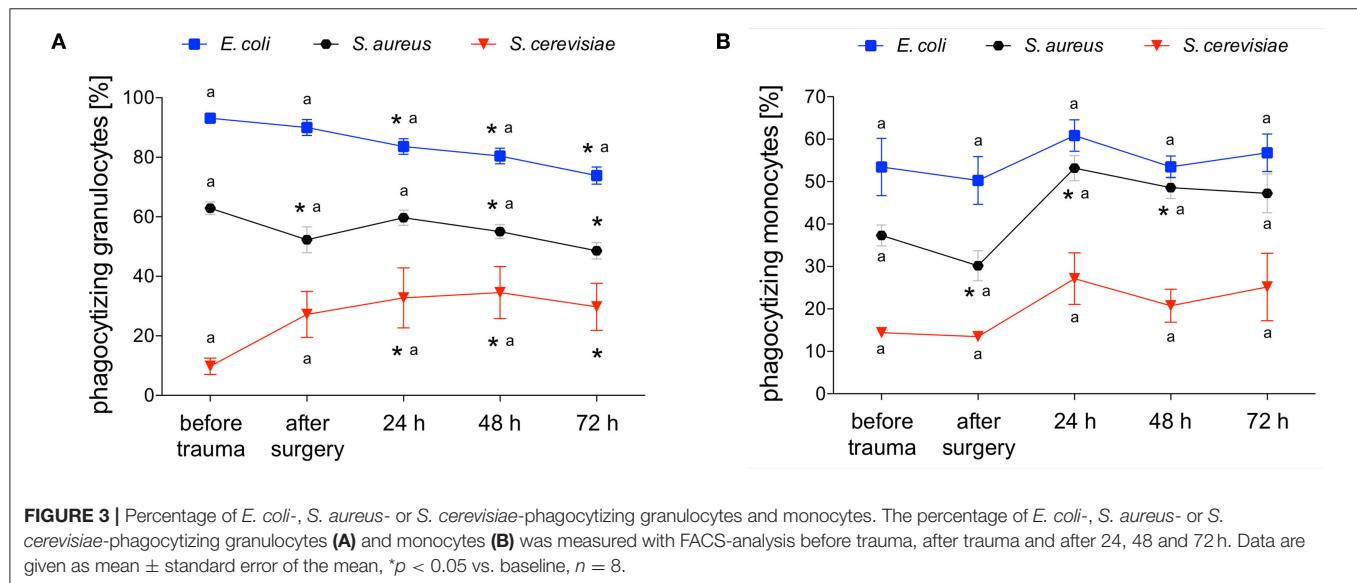 A
E. coli
S. aureus
S. cerevisiae
phagocytizing granulocytes [%]
100
80
60
40
20
0
a
a
* a
* a
* a
a
* a
a
* a
*
a
a
* a
* a
*
before trauma
after surgery
24 h
48 h
72 h
B
E. coli
S. aureus
S. cerevisiae
phagocytizing monocytes [%]
70
60
50
40
30
20
10
0
a
a
a
a
a
a
* a
* a
* a
a
a
a
a
a
a
before trauma
after surgery
24 h
48 h
72 h
FIGURE 3 | Percentage of E. coli-, S. aureus- or S. cerevisiae-phagocytizing granulocytes and monocytes. The percentage of E. coli-, S. aureus- or S.
cerevisiae-phagocytizing granulocytes (A) and monocytes (B) was measured with FACS-analysis before trauma, after trauma and after 24, 48 and 72 h. Data are
given as mean ± standard error of the mean, *p < 0.05 vs. baseline, n = 8.